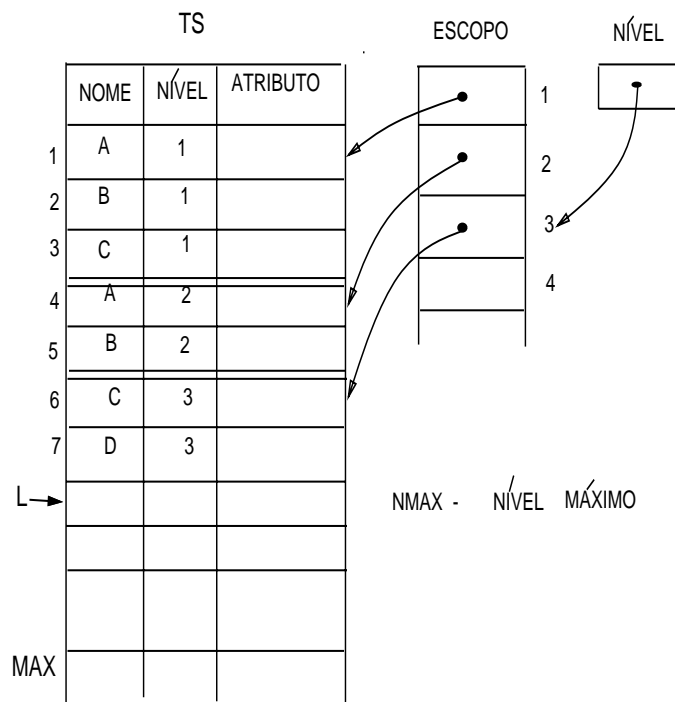 TS
ESCOPO
NÍVEL
NOME NÍVEL ATRIBUTO
1 A 1
2 B 1
3 C 1
4 A 2
5 B 2
6 C 3
7 D 3
L
MAX
1
2
3
4
NMAX - NÍVEL MÁXIMO